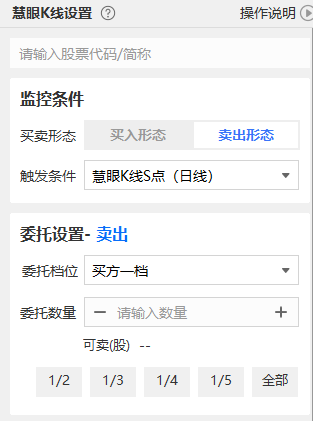 慧眼K线设置 ? 操作说明
请输入股票代码/简称
监控条件
买卖形态 买入形态 卖出形态
触发条件 慧眼K线S点（日线）
委托设置- 卖出
委托档位 买方一档
委托数量 — 请输入数量 +
可卖(股) --
1/2 1/3 1/4 1/5 全部